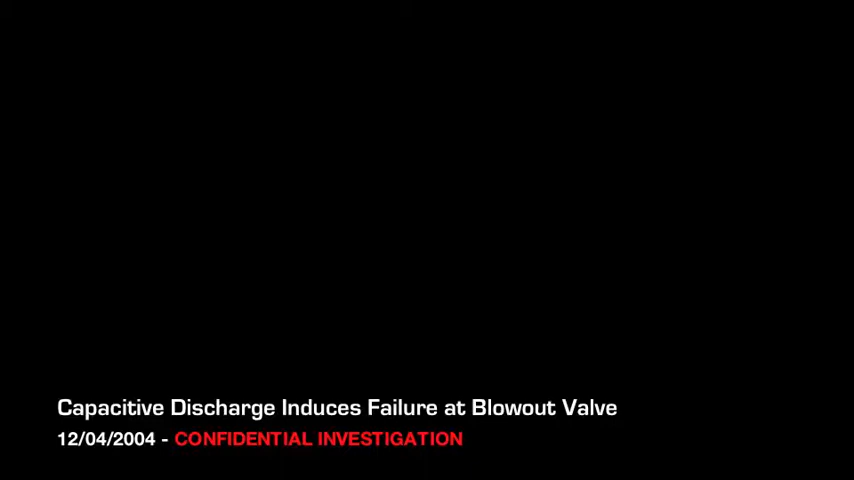 Capacitive Discharge Induces Failure at Blowout Valve
12/04/2004 - CONFIDENTIAL INVESTIGATION